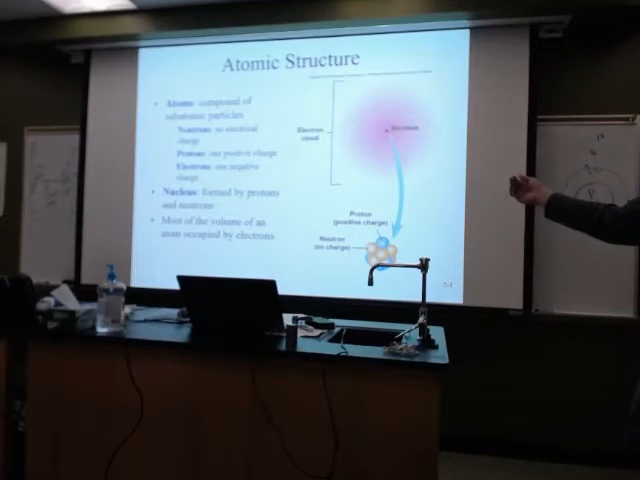 Atomic Structure
• Atoms: composed of
subatomic particles
Neutrons: no electrical
charge
Protons: one positive charge
Electrons: one negative
charge
• Nucleus: formed by protons
and neutrons
• Most of the volume of an
atom occupied by electrons
Electron
cloud
Nucleus
Proton
(positive charge)
Neutron
(no charge)